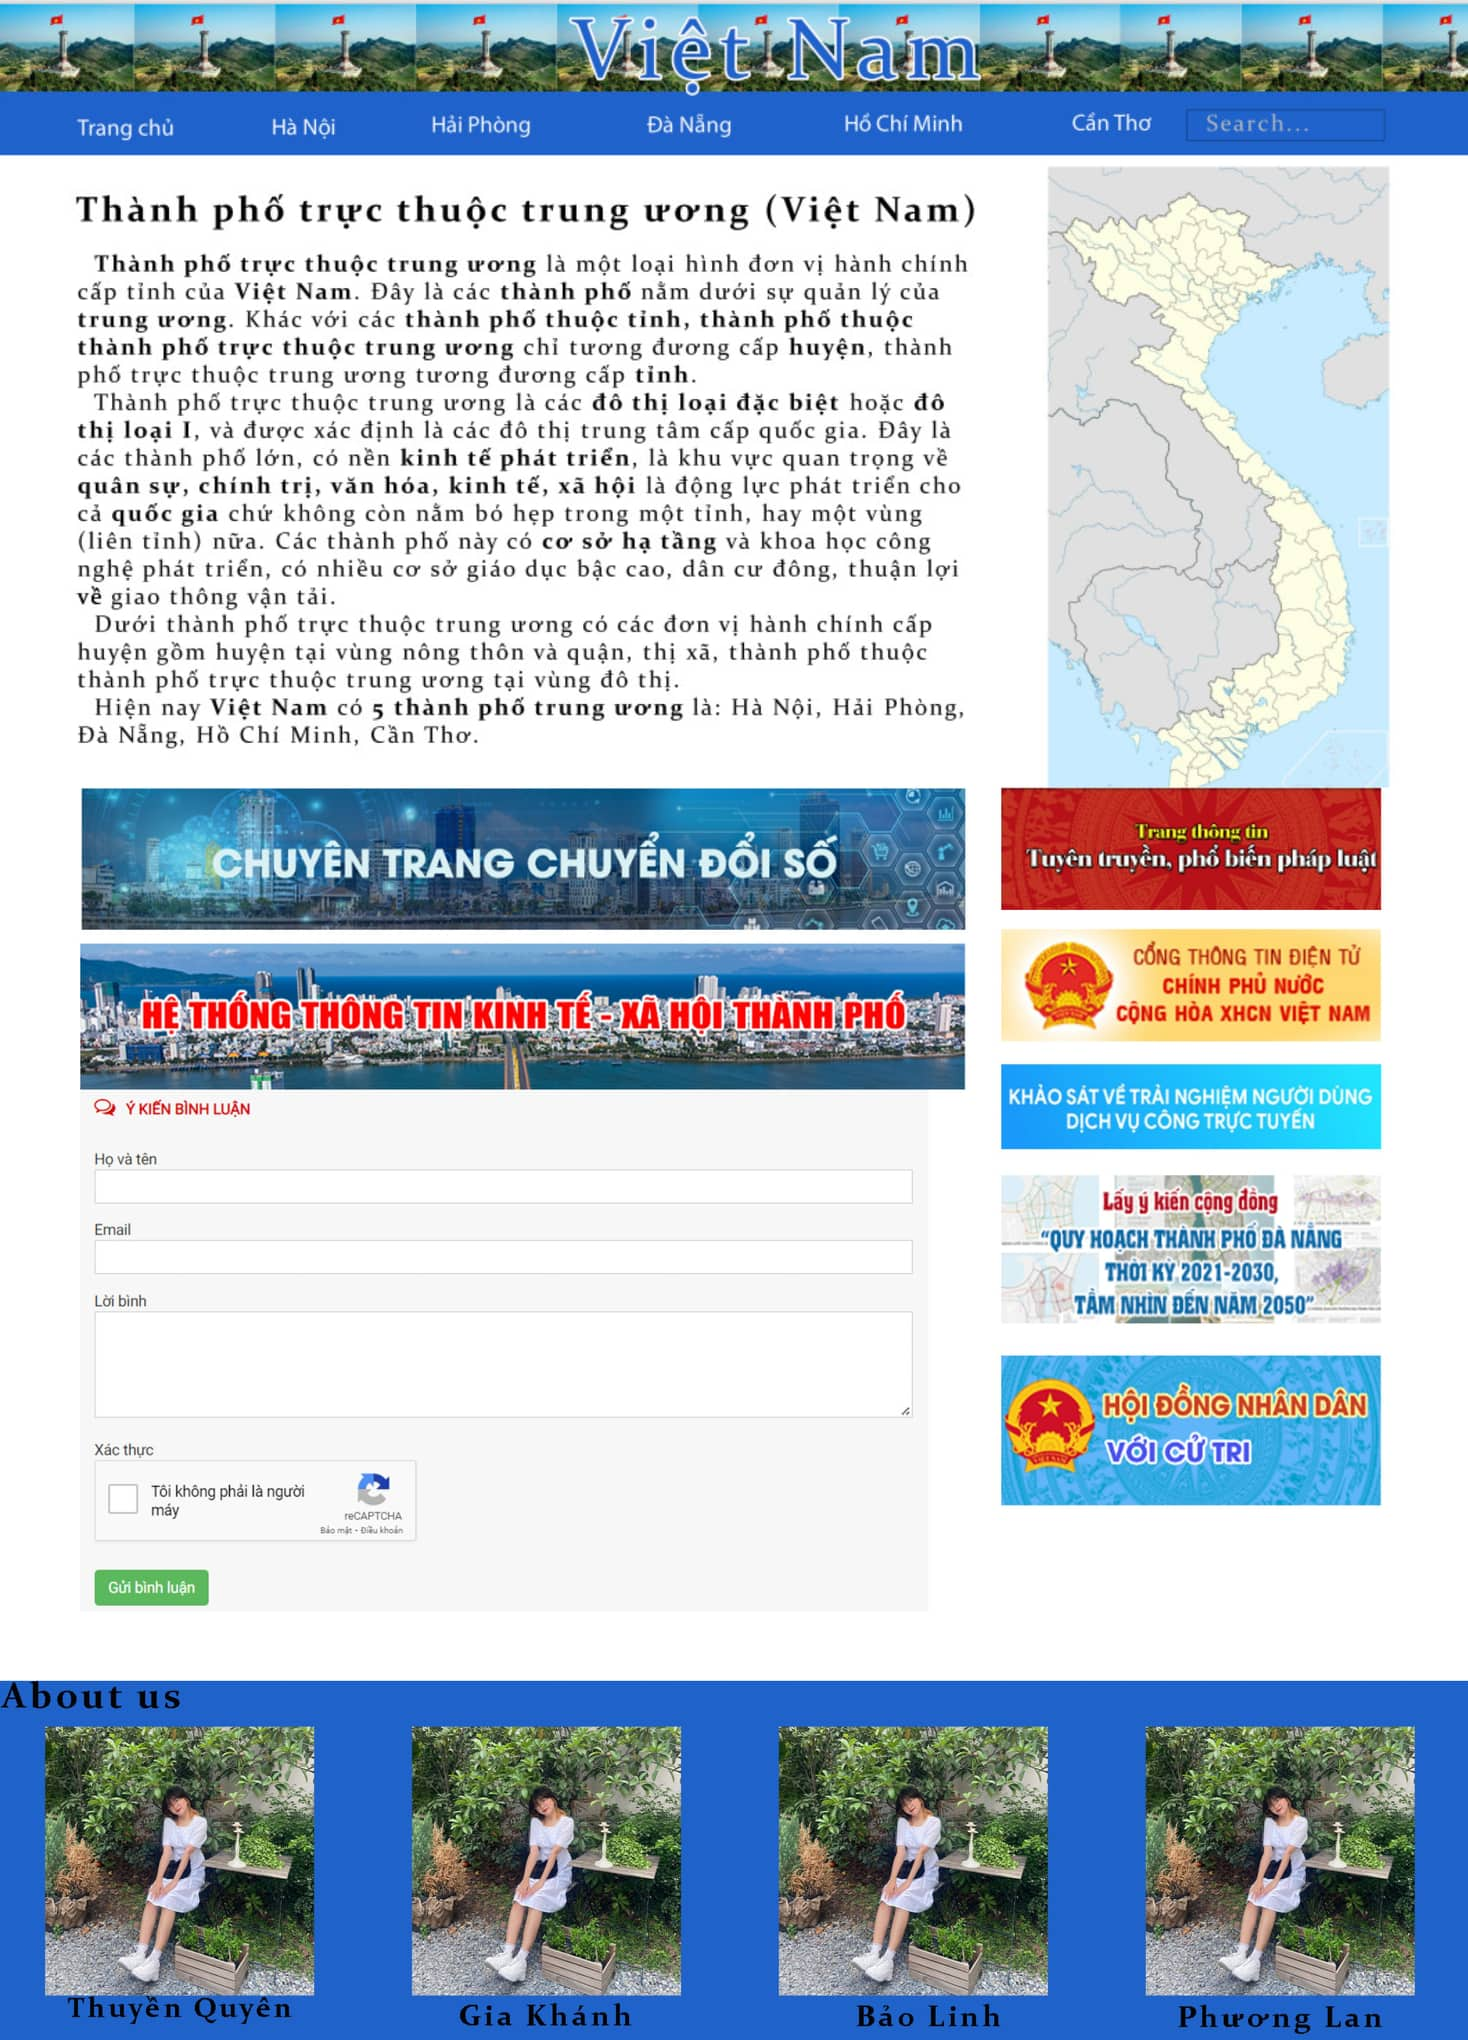 Việt Nam
Trang chủ
Hà Nội
Hải Phòng
Đà Nẵng
Hồ Chí Minh
Cần Thơ
Search...
Thành phố trực thuộc trung ương (Việt Nam)
Thành phố trực thuộc trung ương là một loại hình đơn vị hành chính
cấp tỉnh của Việt Nam. Đây là các thành phố nằm dưới sự quản lý của
trung ương. Khác với các thành phố thuộc tỉnh, thành phố thuộc
thành phố trực thuộc trung ương chỉ tương đương cấp huyện, thành
phố trực thuộc trung ương tương đương cấp tỉnh.
Thành phố trực thuộc trung ương là các đô thị loại đặc biệt hoặc đô
thị loại I, và được xác định là các đô thị trung tâm cấp quốc gia. Đây là
các thành phố lớn, có nền kinh tế phát triển, là khu vực quan trọng về
quân sự, chính trị, văn hóa, kinh tế, xã hội là động lực phát triển cho
cả quốc gia chứ không còn nằm bó hẹp trong một tỉnh, hay một vùng
(liên tỉnh) nữa. Các thành phố này có cơ sở hạ tầng và khoa học công
nghệ phát triển, có nhiều cơ sở giáo dục bậc cao, dân cư đông, thuận lợi
về giao thông vận tải.
Dưới thành phố trực thuộc trung ương có các đơn vị hành chính cấp
huyện gồm huyện tại vùng nông thôn và quận, thị xã, thành phố thuộc
thành phố trực thuộc trung ương tại vùng đô thị.
Hiện nay Việt Nam có 5 thành phố trung ương là: Hà Nội, Hải Phòng,
Đà Nẵng, Hồ Chí Minh, Cần Thơ.
CHUYÊN TRANG CHUYỂN ĐỔI SỐ
HỆ THỐNG THÔNG TIN KINH TẾ - XÃ HỘI THÀNH PHỐ
Ý KIẾN BÌNH LUẬN
Họ và tên
Email
Lời bình
Xác thực
Tôi không phải là người
máy
reCAPTCHA
Bảo mật - Điều khoản
Gửi bình luận
Trang thông tin
Tuyên truyền, phổ biến pháp luật
CỔNG THÔNG TIN ĐIỆN TỬ
CHÍNH PHỦ NƯỚC
CỘNG HÒA XHCN VIỆT NAM
KHẢO SÁT VỀ TRẢI NGHIỆM NGƯỜI DÙNG
DỊCH VỤ CÔNG TRỰC TUYẾN
Lấy ý kiến cộng đồng
“QUY HOẠCH THÀNH PHỐ ĐÀ NẴNG
THỜI KỲ 2021-2030,
TẦM NHÌN ĐẾN NĂM 2050”
HỘI ĐỒNG NHÂN DÂN
VỚI CỬ TRI
About us
Thuyền Quyên
Gia Khánh
Bảo Linh
Phương Lan